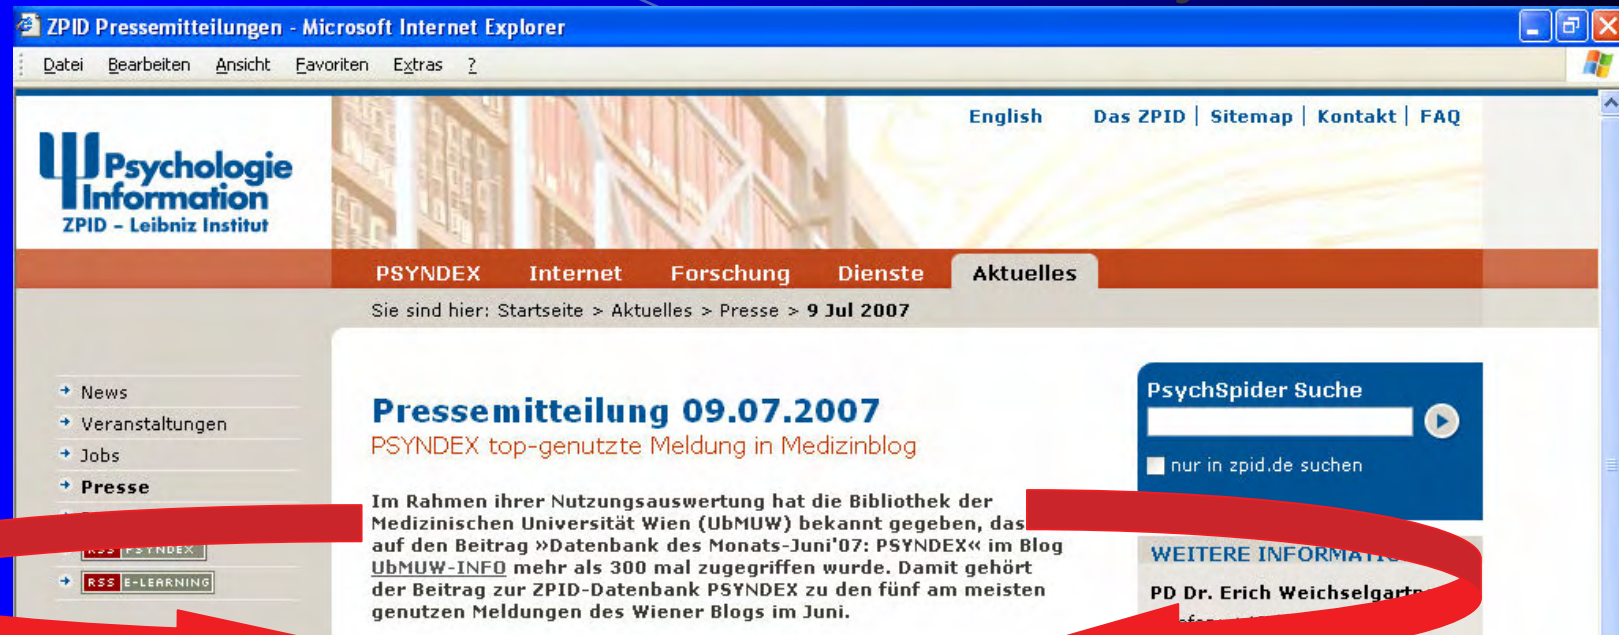 ZPID Pressemitteilungen - Microsoft Internet Explorer
Datei Bearbeiten Ansicht Favoriten Extras ?
English Das ZPID | Sitemap | Kontakt | FAQ
Psychologie
Information
ZPID – Leibniz Institut
PSYNDEX Internet Forschung Dienste Aktuelles
Sie sind hier: Startseite > Aktuelles > Presse > 9 Jul 2007
News
Veranstaltungen
Jobs
Presse
RSS PSYNDEX
RSS E-LEARNING
Pressemitteilung 09.07.2007
PSYNDEX top-genutzte Meldung in Medizinblog
Im Rahmen ihrer Nutzungsauswertung hat die Bibliothek der
Medizinischen Universität Wien (UbMUW) bekannt gegeben, das
auf den Beitrag »Datenbank des Monats-Juni'07: PSYNDEX« im Blog
UbMUW-INFO mehr als 300 mal zugegriffen wurde. Damit gehört
der Beitrag zur ZPID-Datenbank PSYNDEX zu den fünf am meisten
genutzen Meldungen des Wiener Blogs im Juni.
PsychSpider Suche
nur in zpid.de suchen
WEITERE
PD Dr. Erich